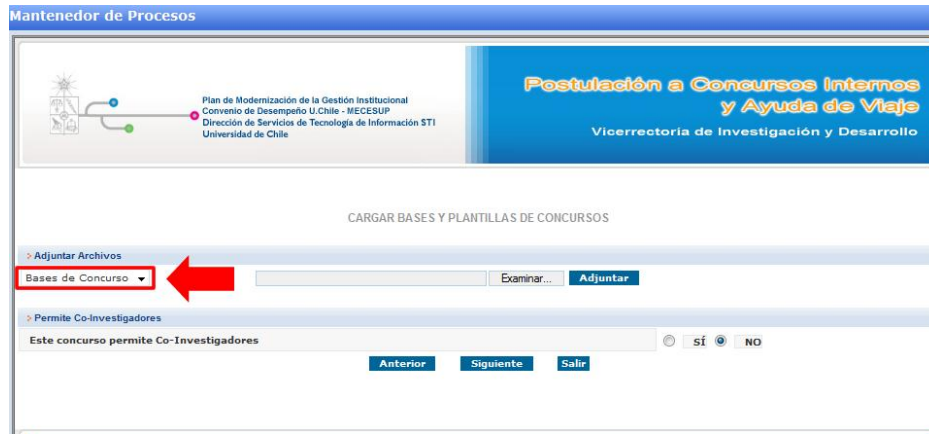 Mantenedor de Procesos
Plan de Modernización de la Gestión Institucional
Convenio de Desempeño U.Chile - MECESUP
Dirección de Servicios de Tecnología de Información STI
Universidad de Chile
Postulación a Concursos Internos
y Ayuda de Viaje
Vicerrectoría de Investigación y Desarrollo
CARGAR BASES Y PLANTILLAS DE CONCURSOS
> Adjuntar Archivos
Bases de Concurso Examinar... Adjuntar
> Permite Co-Investigadores
Este concurso permite Co-Investigadores SÍ NO
Anterior Siguiente Salir